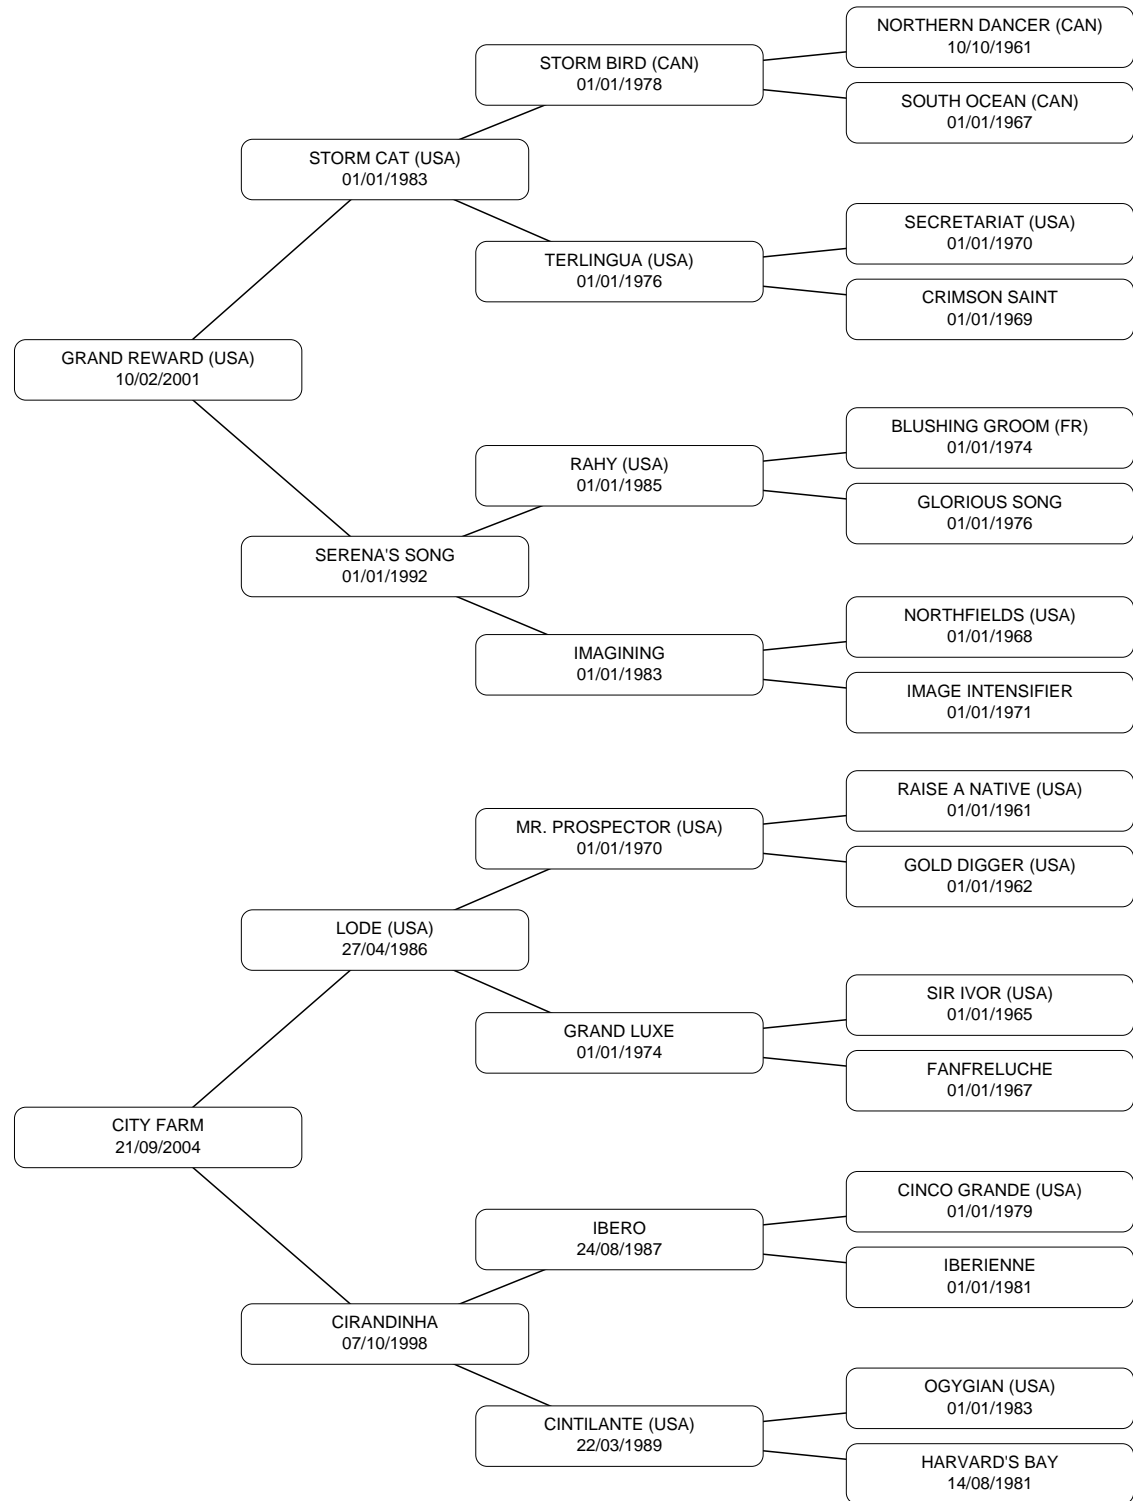 NORTHERN DANCER (CAN)
10/10/1961
STORM BIRD (CAN)
01/01/1978
SOUTH OCEAN (CAN)
01/01/1967
STORM CAT (USA)
01/01/1983
SECRETARIAT (USA)
01/01/1970
TERLINGUA (USA)
01/01/1976
CRIMSON SAINT
01/01/1969
GRAND REWARD (USA)
10/02/2001
BLUSHING GROOM (FR)
01/01/1974
RAHY (USA)
01/01/1985
GLORIOUS SONG
01/01/1976
SERENA'S SONG
01/01/1992
NORTHFIELDS (USA)
01/01/1968
IMAGINING
01/01/1983
IMAGE INTENSIFIER
01/01/1971
RAISE A NATIVE (USA)
01/01/1961
MR. PROSPECTOR (USA)
01/01/1970
GOLD DIGGER (USA)
01/01/1962
LODE (USA)
27/04/1986
SIR IVOR (USA)
01/01/1965
GRAND LUXE
01/01/1974
FANFRELUCHE
01/01/1967
CITY FARM
21/09/2004
CINCO GRANDE (USA)
01/01/1979
IBERO
24/08/1987
IBERIENNE
01/01/1981
CIRANDINHA
07/10/1998
OGYGIAN (USA)
01/01/1983
CINTILANTE (USA)
22/03/1989
HARVARD'S BAY
14/08/1981